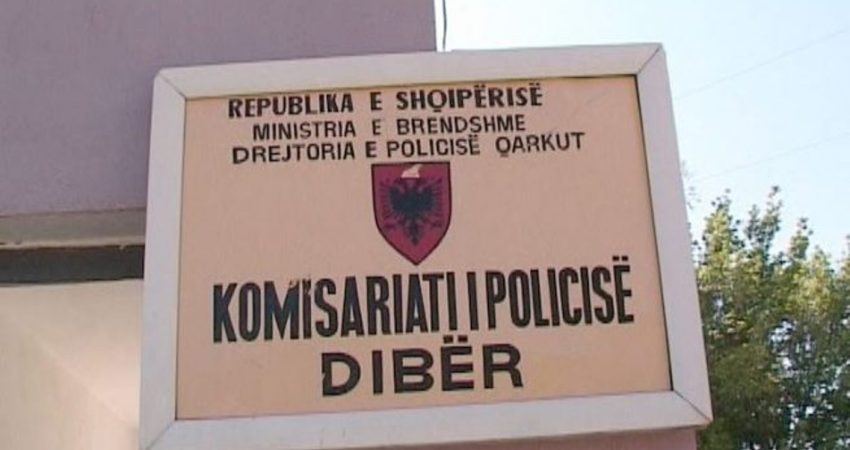 REPUBLIKA E SHQIPËRISË
MINISTRIA E BRENDSHME
DREJTORIA E POLICISË QARKUT
KOMISARIATI I POLICISË
DIBËR